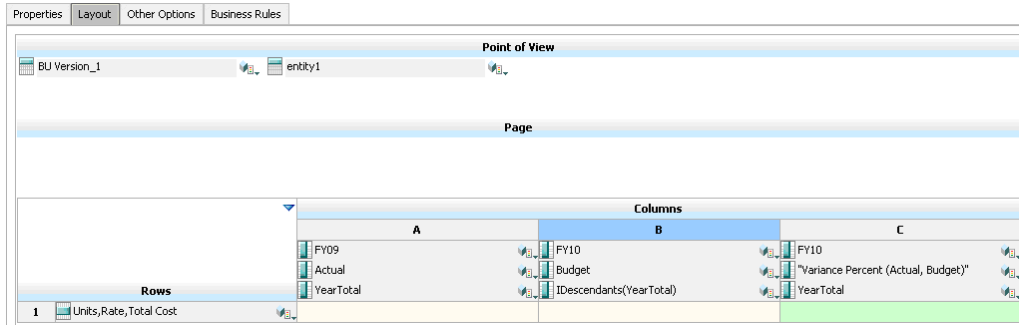 Properties Layout Other Options Business Rules
Point of View
BU Version_1 entity1
Page
Columns
A B C
FY09 FY10 FY10
Actual Budget "Variance Percent (Actual, Budget)"
Rows YearTotal IDescendants(YearTotal) YearTotal
1 Units,Rate,Total Cost